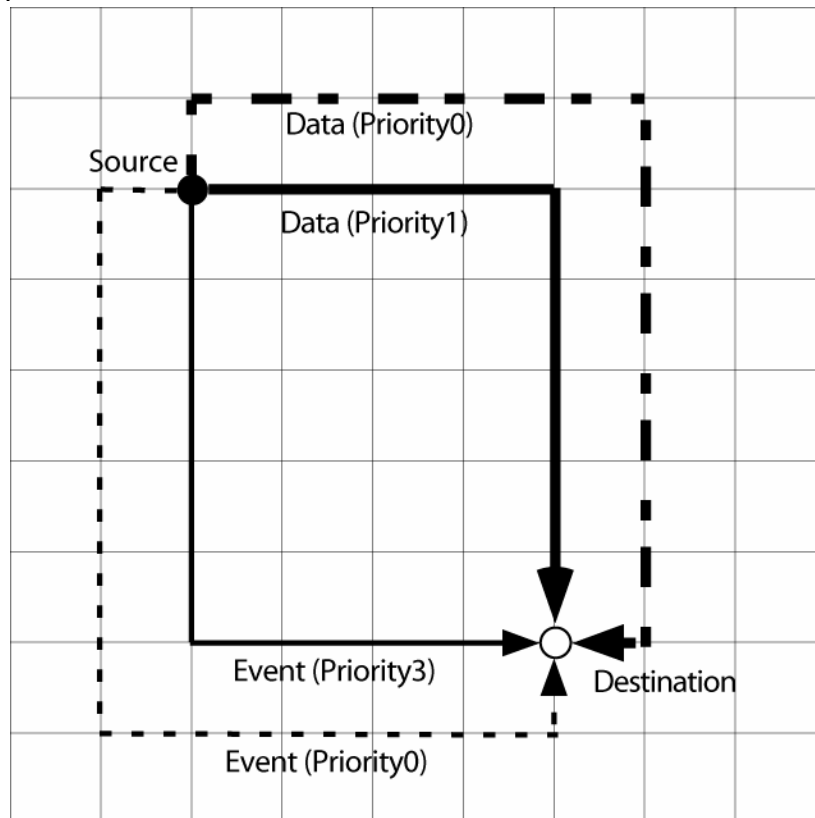 Data (Priority0)
Source
Data (Priority1)
Event (Priority3)
Destination
Event (Priority0)